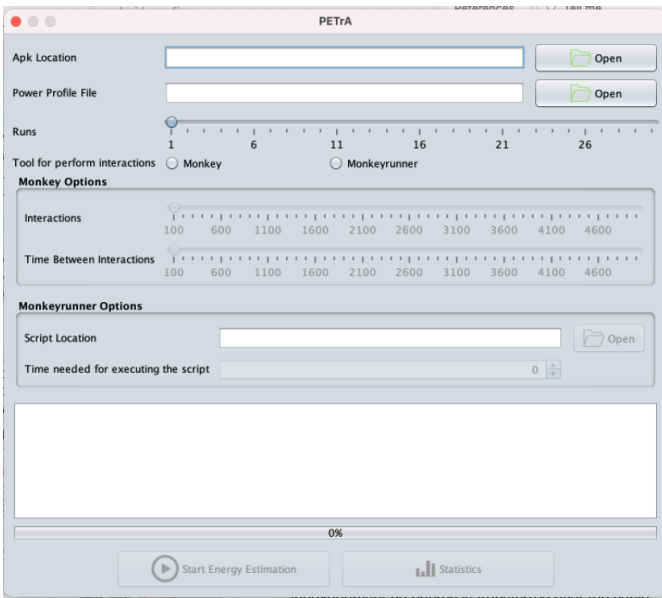 References
Tell me
PETrA
Apk Location
Open
Power Profile File
Open
Runs
1 6 11 16 21 26
Tool for perform interactions Monkey Monkeyrunner
Monkey Options
Interactions
100 600 1100 1600 2100 2600 3100 3600 4100 4600
Time Between Interactions
100 600 1100 1600 2100 2600 3100 3600 4100 4600
Monkeyrunner Options
Script Location
Open
Time needed for executing the script 0
0%
Start Energy Estimation Statistics